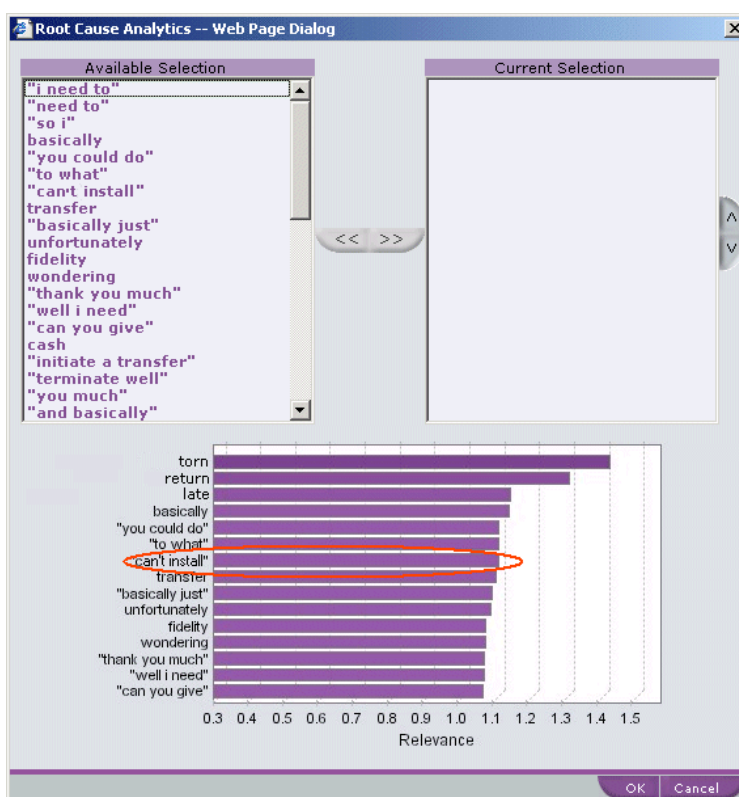 Root Cause Analytics -- Web Page Dialog
Available Selection
"i need to"
"need to"
"so i"
basically
"you could do"
"to what"
"can't install"
transfer
"basically just"
unfortunately
fidelity
wondering
"thank you much"
"well i need"
"can you give"
cash
"initiate a transfer"
"terminate well"
"you much"
"and basically"
<< >>
Current Selection
torn
return
late
basically
"you could do"
"to what"
"can't install"
transfer
"basically just"
unfortunately
fidelity
wondering
"thank you much"
"well i need"
"can you give"
0.3 0.4 0.5 0.6 0.7 0.8 0.9 1.0 1.1 1.2 1.3 1.4 1.5
Relevance
OK Cancel